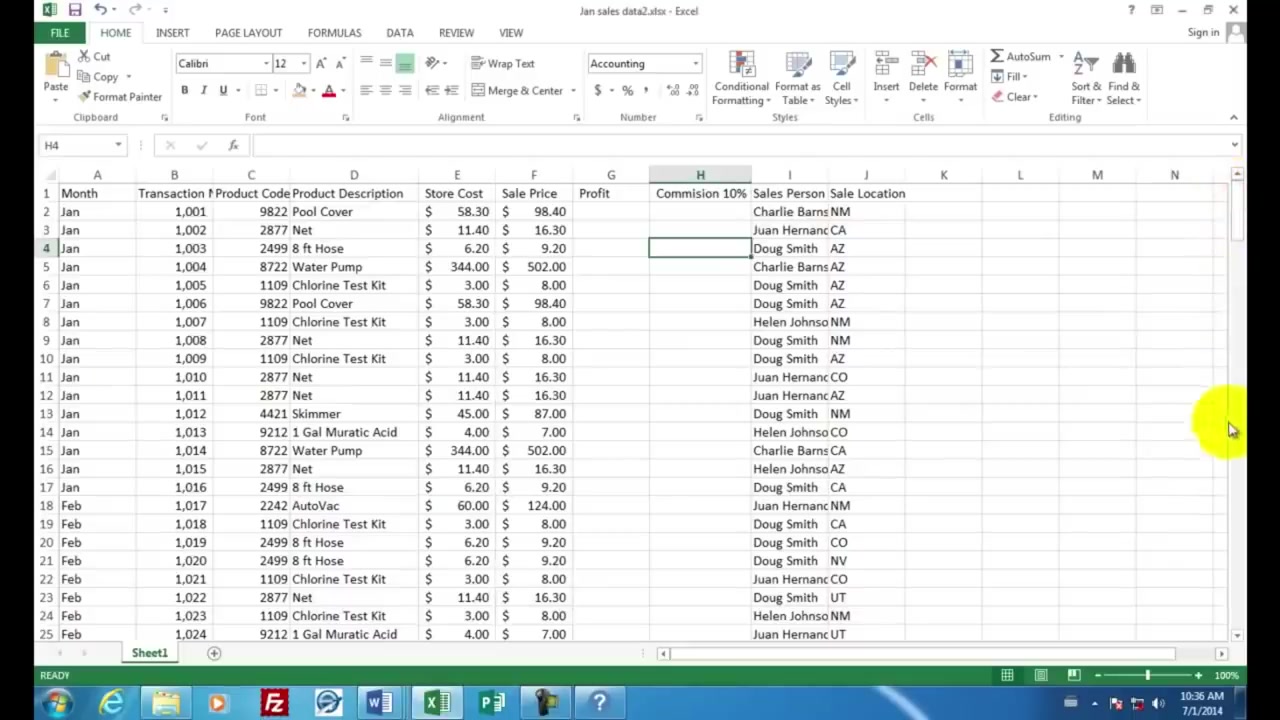 Jan sales data2.xlsx - Excel
FILE HOME INSERT PAGE LAYOUT FORMULAS DATA REVIEW VIEW Sign in
Cut
Copy
Format Painter
Paste
Clipboard
Calibri 12
B I U A
Font
Wrap Text
Merge & Center
Alignment
Accounting
$ % ,
Number
Conditional Formatting
Format as Table
Cell Styles
Styles
Insert Delete Format
Cells
AutoSum
Fill
Clear
Sort & Filter
Find & Select
Editing
H4 fx
A B C D E F G H I J K L M N
1 Month Transaction N Product Code Product Description Store Cost Sale Price Profit Commision 10% Sales Person Sale Location
2 Jan 1,001 9822 Pool Cover $ 58.30 $ 98.40 Charlie Barns NM
3 Jan 1,002 2877 Net $ 11.40 $ 16.30 Juan Hernanc CA
4 Jan 1,003 2499 8 ft Hose $ 6.20 $ 9.20 Doug Smith AZ
5 Jan 1,004 8722 Water Pump $ 344.00 $ 502.00 Charlie Barns AZ
6 Jan 1,005 1109 Chlorine Test Kit $ 3.00 $ 8.00 Doug Smith AZ
7 Jan 1,006 9822 Pool Cover $ 58.30 $ 98.40 Doug Smith AZ
8 Jan 1,007 1109 Chlorine Test Kit $ 3.00 $ 8.00 Helen Johnso NM
9 Jan 1,008 2877 Net $ 11.40 $ 16.30 Doug Smith NM
10 Jan 1,009 1109 Chlorine Test Kit $ 3.00 $ 8.00 Doug Smith AZ
11 Jan 1,010 2877 Net $ 11.40 $ 16.30 Juan Hernanc CO
12 Jan 1,011 2877 Net $ 11.40 $ 16.30 Juan Hernanc AZ
13 Jan 1,012 4421 Skimmer $ 45.00 $ 87.00 Doug Smith NM
14 Jan 1,013 9212 1 Gal Muratic Acid $ 4.00 $ 7.00 Helen Johnso CO
15 Jan 1,014 8722 Water Pump $ 344.00 $ 502.00 Charlie Barns CA
16 Jan 1,015 2877 Net $ 11.40 $ 16.30 Helen Johnso AZ
17 Jan 1,016 2499 8 ft Hose $ 6.20 $ 9.20 Doug Smith CA
18 Feb 1,017 2242 AutoVac $ 60.00 $ 124.00 Juan Hernanc NM
19 Feb 1,018 1109 Chlorine Test Kit $ 3.00 $ 8.00 Doug Smith CA
20 Feb 1,019 2499 8 ft Hose $ 6.20 $ 9.20 Doug Smith CO
21 Feb 1,020 2499 8 ft Hose $ 6.20 $ 9.20 Doug Smith NV
22 Feb 1,021 1109 Chlorine Test Kit $ 3.00 $ 8.00 Juan Hernanc CO
23 Feb 1,022 2877 Net $ 11.40 $ 16.30 Doug Smith UT
24 Feb 1,023 1109 Chlorine Test Kit $ 3.00 $ 8.00 Helen Johnso NM
25 Feb 1,024 9212 1 Gal Muratic Acid $ 4.00 $ 7.00 Juan Hernanc UT
Sheet1
READY 100%
10:36 AM
7/1/2014